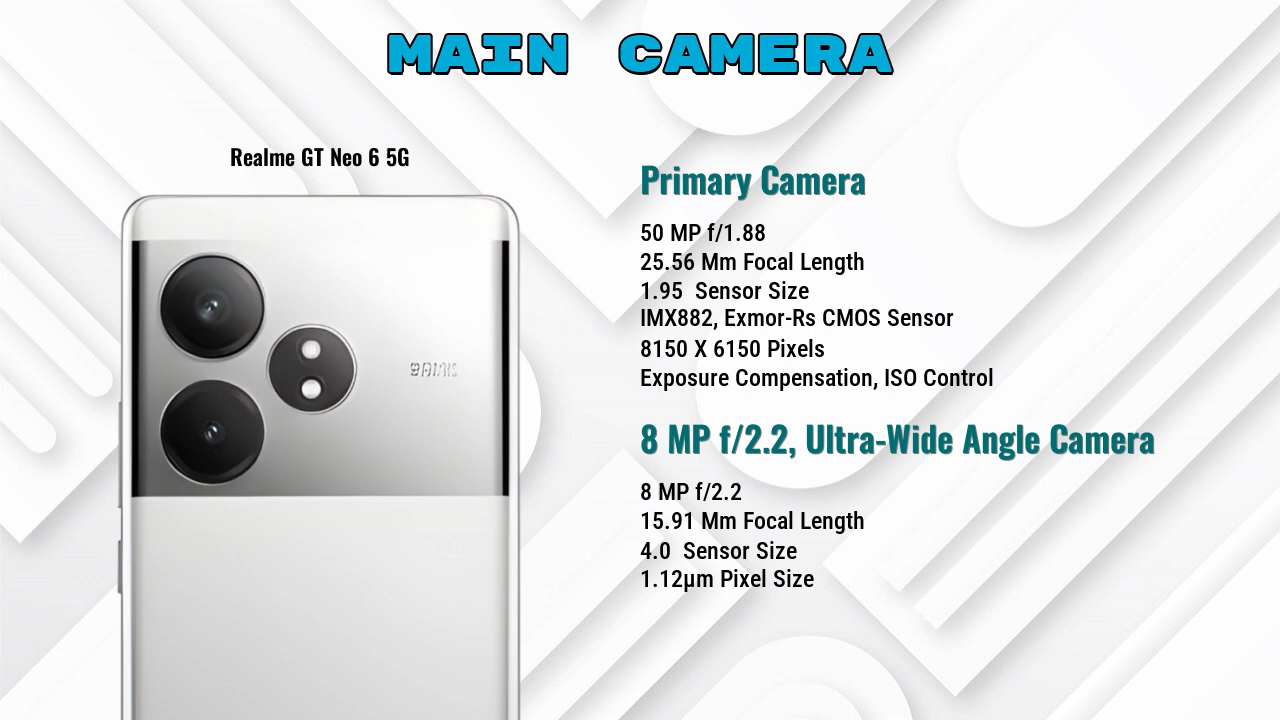 MAIN CAMERA
Realme GT Neo 6 5G
Primary Camera
50 MP f/1.88
25.56 Mm Focal Length
1.95  Sensor Size
IMX882, Exmor-Rs CMOS Sensor
8150 X 6150 Pixels
Exposure Compensation, ISO Control
8 MP f/2.2, Ultra-Wide Angle Camera
8 MP f/2.2
15.91 Mm Focal Length
4.0  Sensor Size
1.12µm Pixel Size